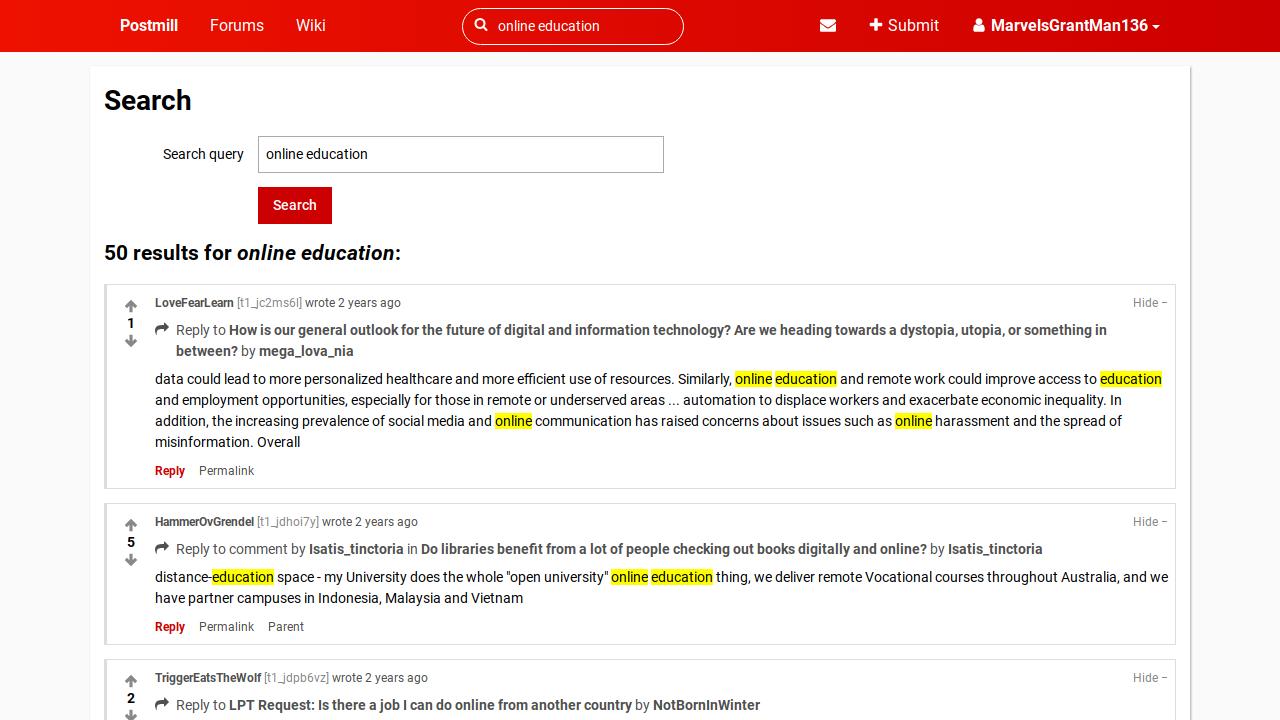 Postmill Forums Wiki online education Submit MarvelsGrantMan136
Search
Search query online education
Search
50 results for online education:
LoveFearLearn [t1_jc2ms6l] wrote 2 years ago Hide −
1
Reply to How is our general outlook for the future of digital and information technology? Are we heading towards a dystopia, utopia, or something in
between? by mega_lova_nia
data could lead to more personalized healthcare and more efficient use of resources. Similarly, online education and remote work could improve access to education
and employment opportunities, especially for those in remote or underserved areas ... automation to displace workers and exacerbate economic inequality. In
addition, the increasing prevalence of social media and online communication has raised concerns about issues such as online harassment and the spread of
misinformation. Overall
Reply Permalink
HammerOvGrendel [t1_jdhoi7y] wrote 2 years ago Hide −
5
Reply to comment by Isatis_tinctoria in Do libraries benefit from a lot of people checking out books digitally and online? by Isatis_tinctoria
distance-education space - my University does the whole "open university" online education thing, we deliver remote Vocational courses throughout Australia, and we
have partner campuses in Indonesia, Malaysia and Vietnam
Reply Permalink Parent
TriggerEatsTheWolf [t1_jdpb6vz] wrote 2 years ago Hide −
2
Reply to LPT Request: Is there a job I can do online from another country by NotBornInWinter